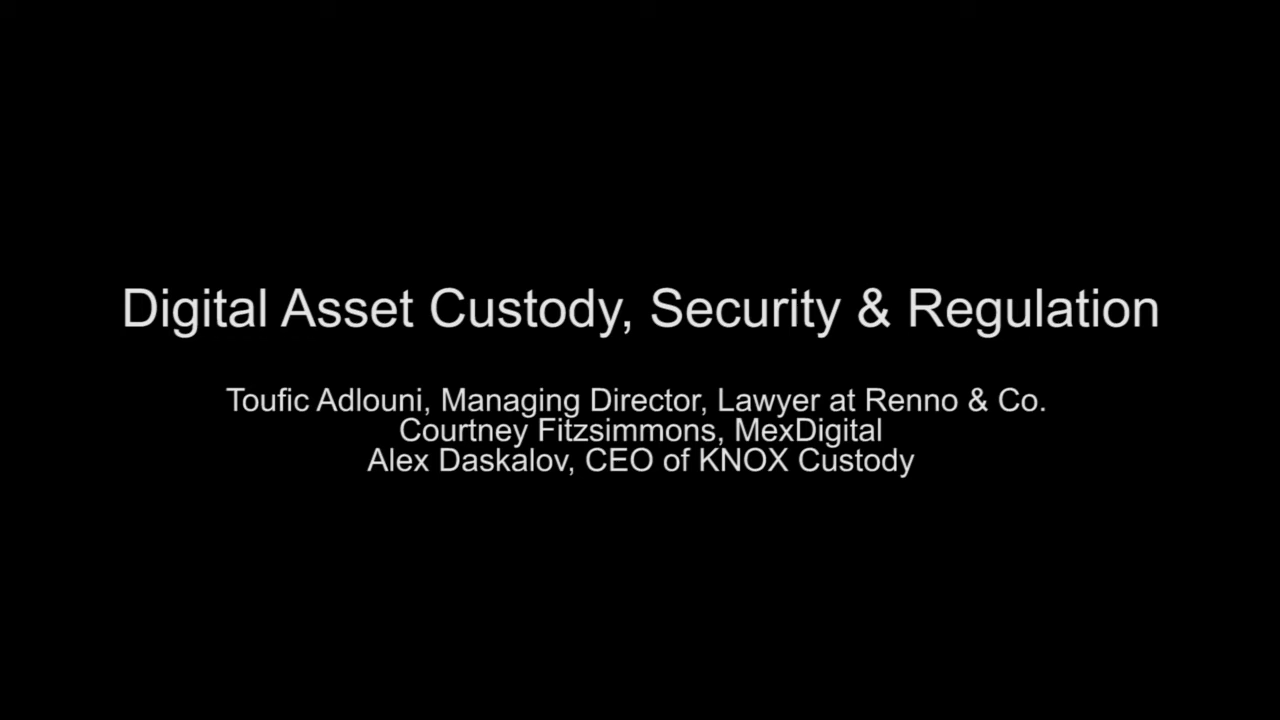 Digital Asset Custody, Security & Regulation
Toufic Adlouni, Managing Director, Lawyer at Renno & Co.
Courtney Fitzsimmons, MexDigital
Alex Daskalov, CEO of KNOX Custody